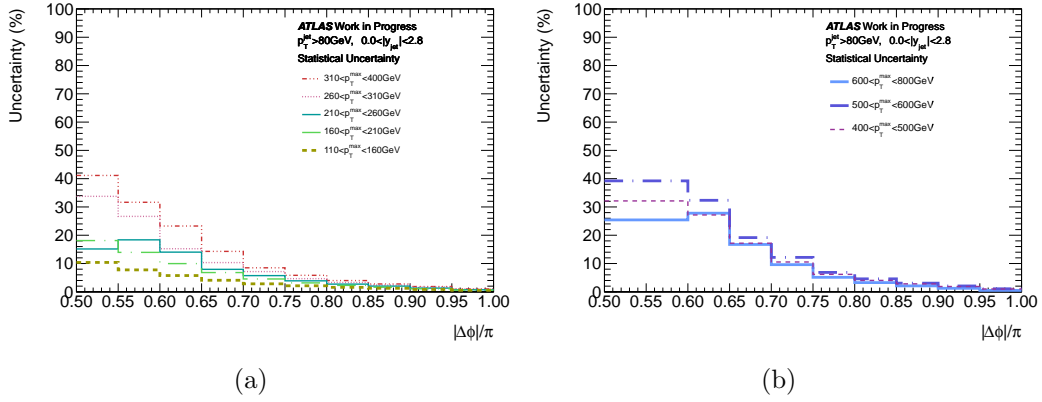 Uncertainty (%)
100
90
80
70
60
50
40
30
20
10
0
ATLAS Work in Progress
p_T^jet>80GeV, 0.0<|y_jet|<2.8
Statistical Uncertainty
310<p_T^max<400GeV
260<p_T^max<310GeV
210<p_T^max<260GeV
160<p_T^max<210GeV
110<p_T^max<160GeV
0.50 0.55 0.60 0.65 0.70 0.75 0.80 0.85 0.90 0.95 1.00
|Δϕ|/π
(a)
Uncertainty (%)
100
90
80
70
60
50
40
30
20
10
0
ATLAS Work in Progress
p_T^jet>80GeV, 0.0<|y_jet|<2.8
Statistical Uncertainty
600<p_T^max<800GeV
500<p_T^max<600GeV
400<p_T^max<500GeV
0.50 0.55 0.60 0.65 0.70 0.75 0.80 0.85 0.90 0.95 1.00
|Δϕ|/π
(b)